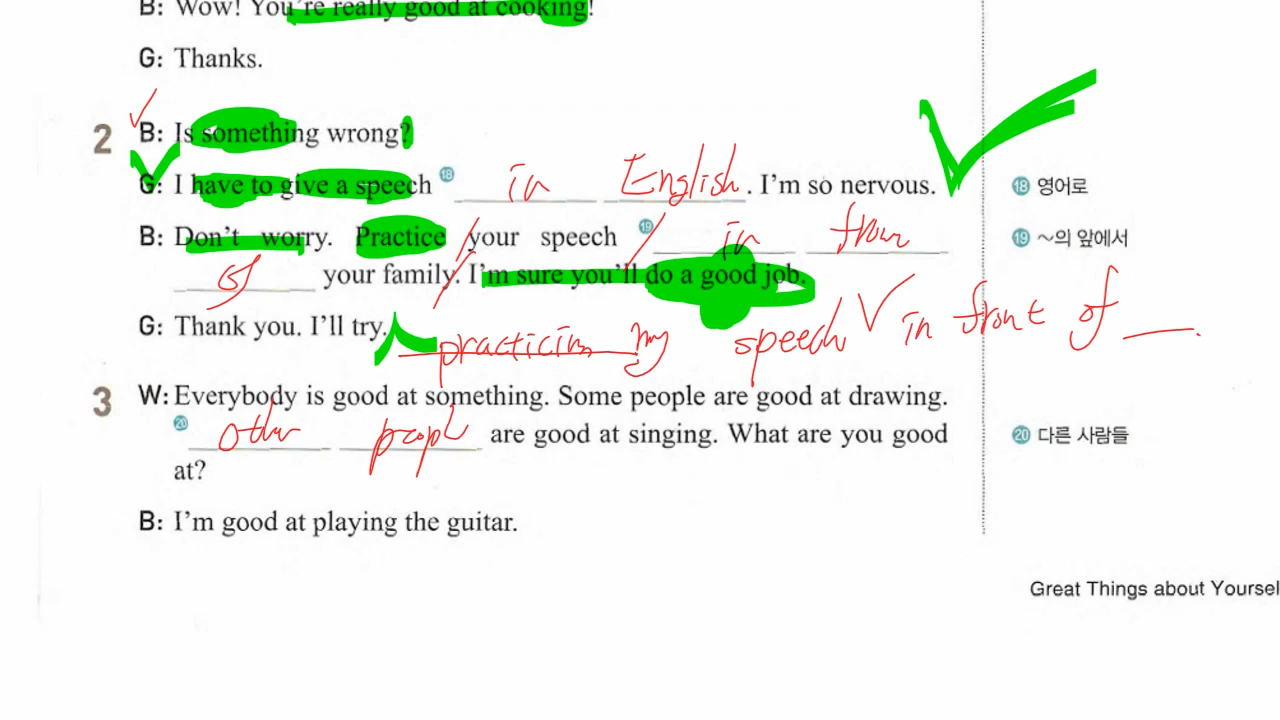 B: Wow! You're really good at cooking!
G: Thanks.
2 B: Is something wrong?
G: I have to give a speech ⑱ in English. I'm so nervous. ⑱ 영어로
B: Don't worry. Practice your speech ⑲ in front ⑲ ~의 앞에서
of your family. I'm sure you'll do a good job.
G: Thank you. I'll try.
practicing my speech in front of
3 W: Everybody is good at something. Some people are good at drawing.
⑳ other people are good at singing. What are you good ⑳ 다른 사람들
at?
B: I'm good at playing the guitar.
Great Things about Yoursel